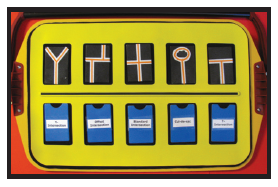 Y-
Intersection
Offset
Intersection
Standard
Intersection
Roundabout
T-
Intersection